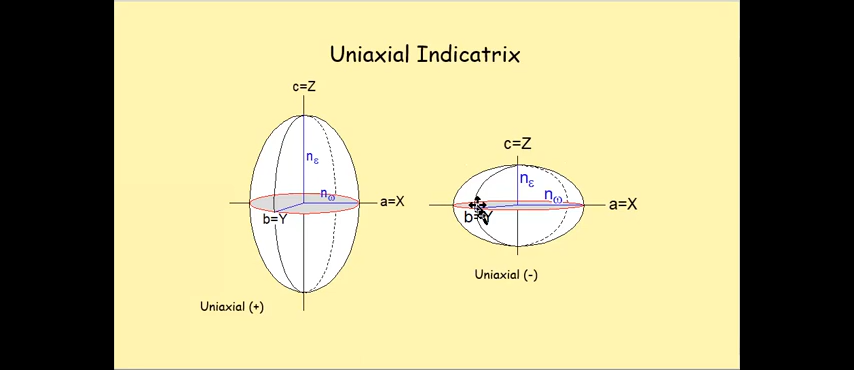 Uniaxial Indicatrix
c=Z
nε
nω
a=X
b=Y
Uniaxial (+)
c=Z
nε
nω
a=X
b=Y
Uniaxial (-)